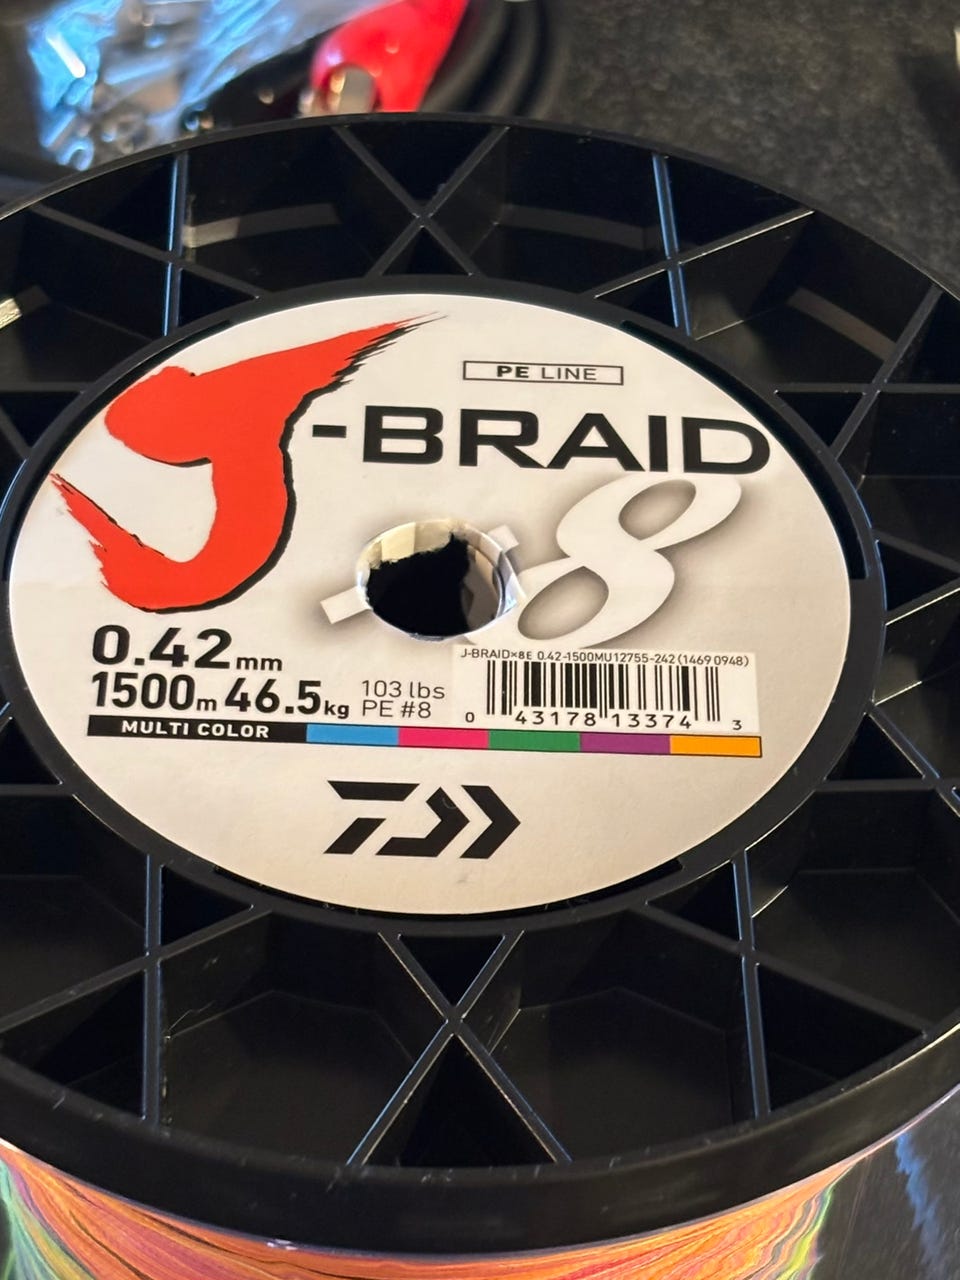 PE LINE
J-BRAID
×8
J-BRAID×8E 0.42-1500MU12755-242 (1469 0948)
0.42mm
1500m 46.5kg
103 lbs
PE #8
0 43178 13374 3
MULTI COLOR